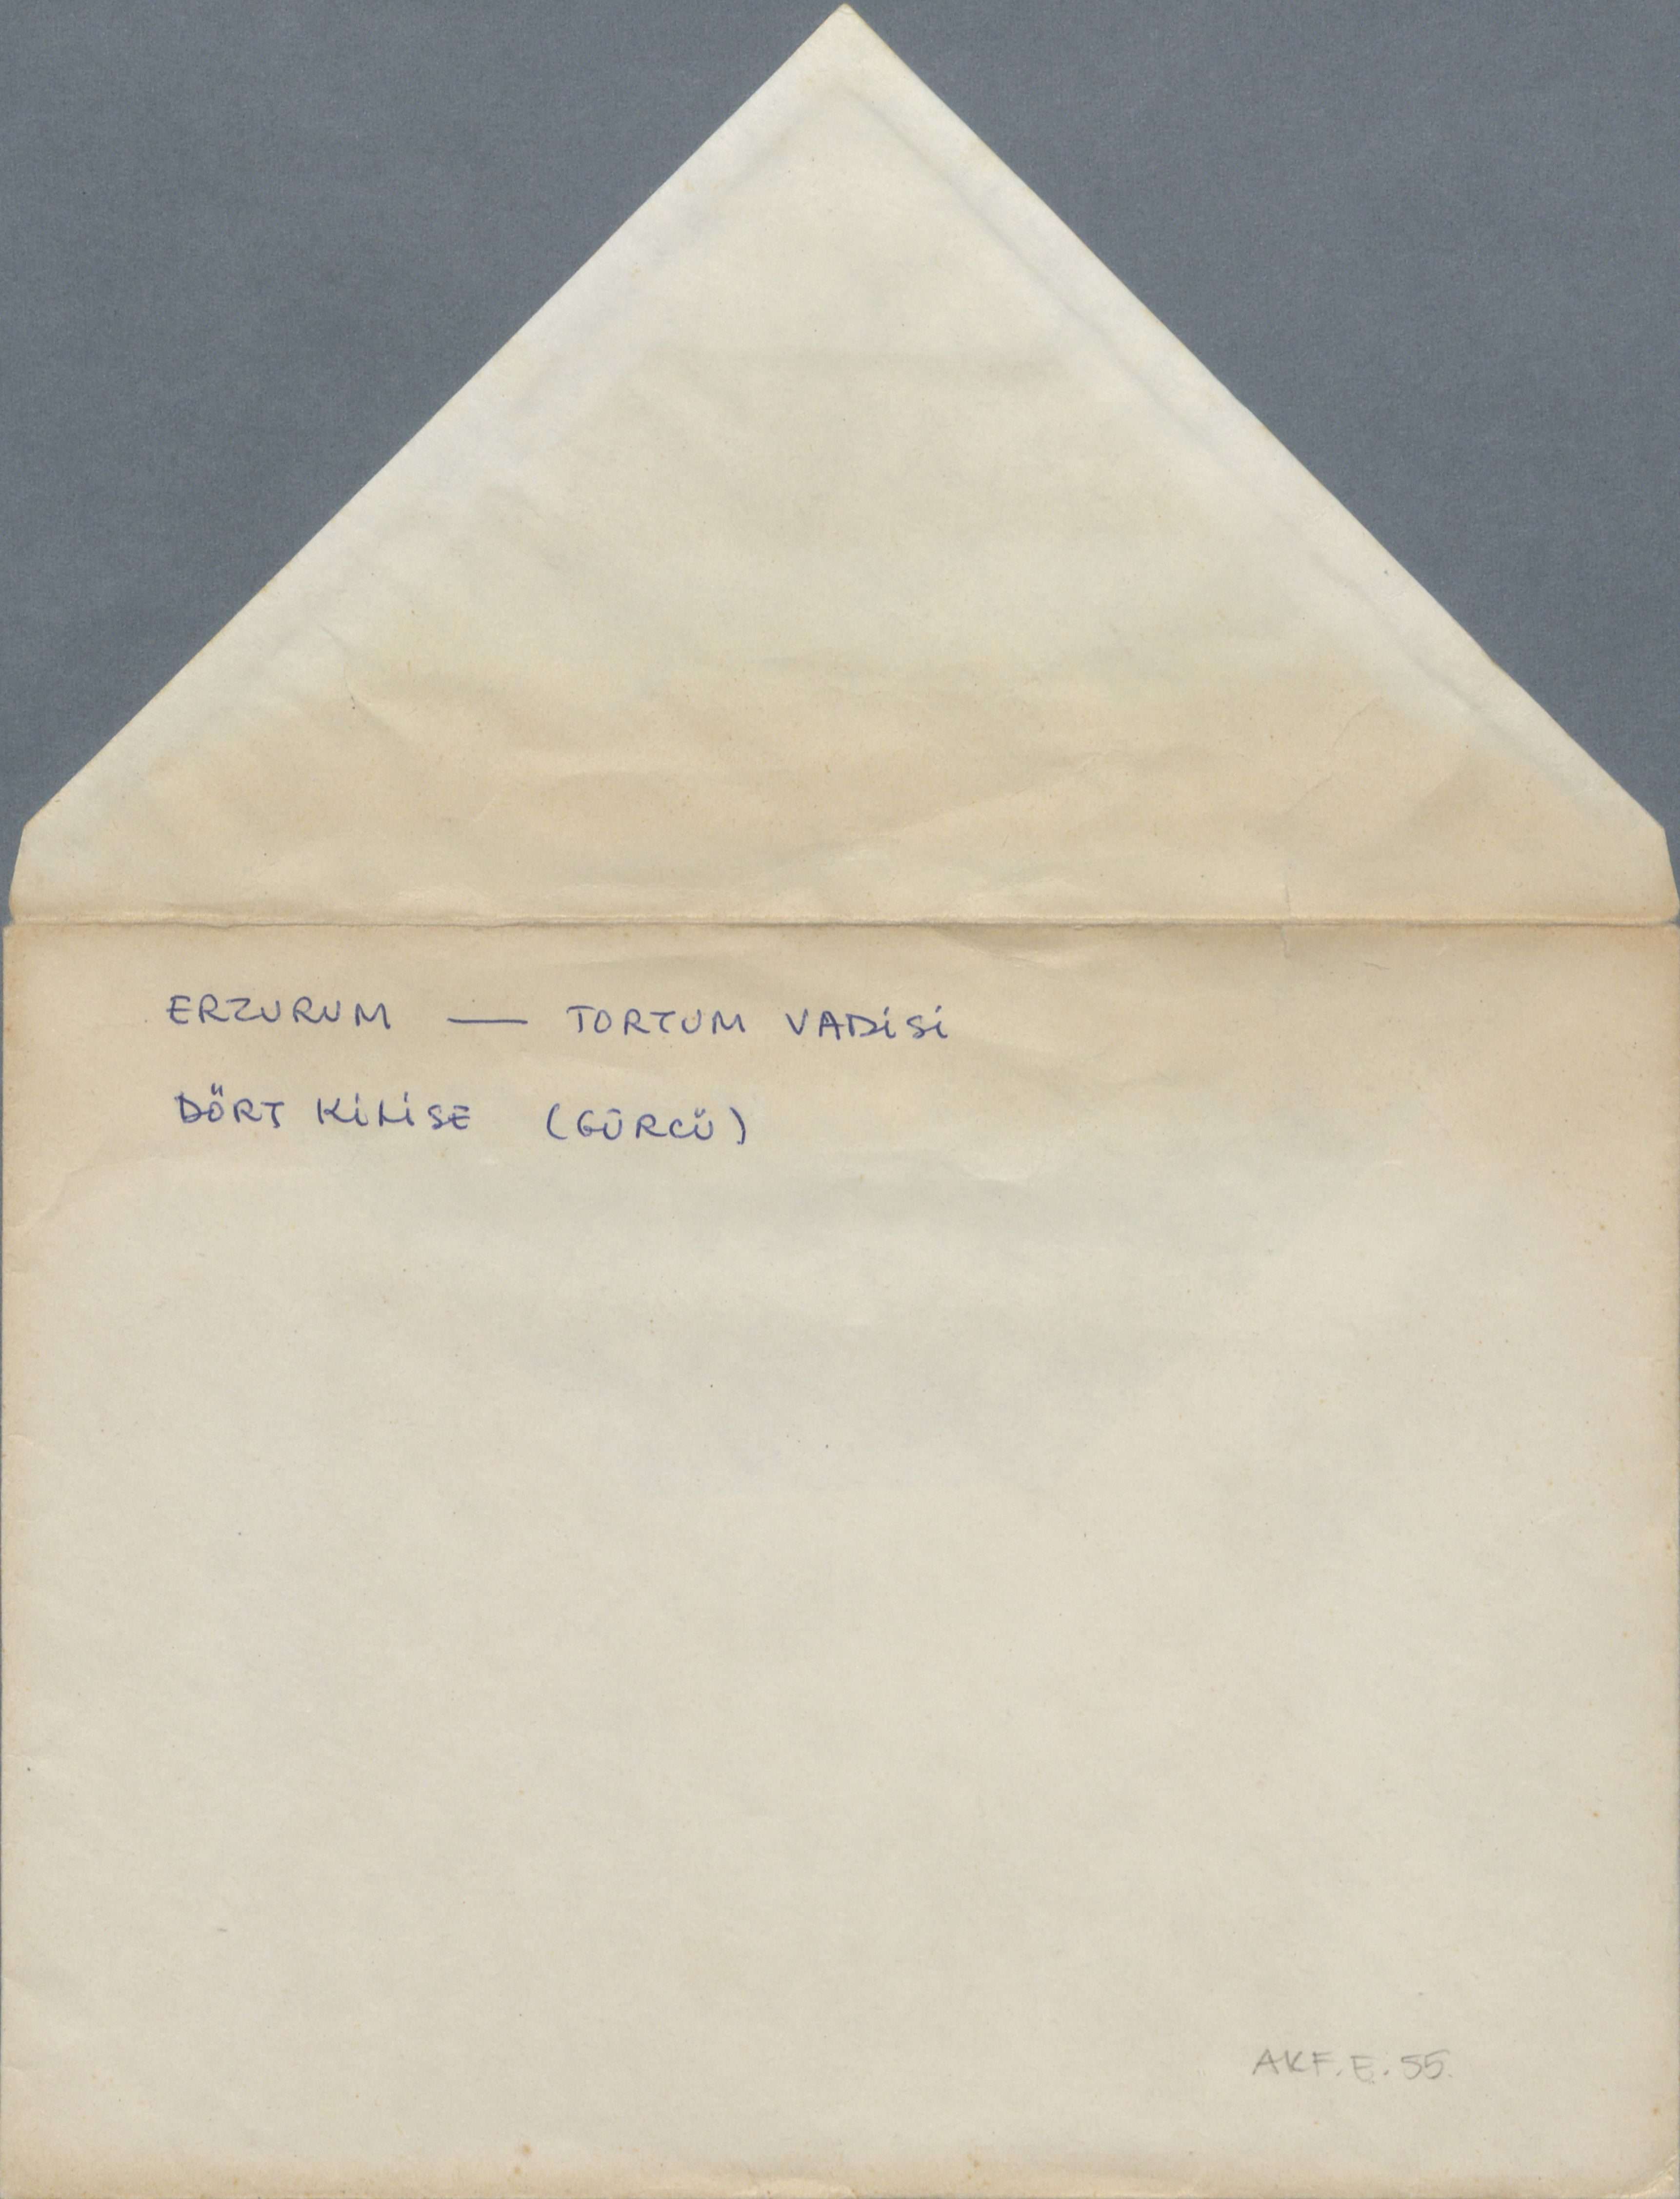 ERZURUM — TORTUM VADİSİ
DÖRT KİLİSE (GÜRCÜ)
AKF.E.55